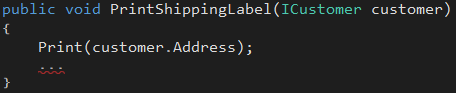 public void PrintShippingLabel(ICustomer customer)
{
    Print(customer.Address);
    ...
}